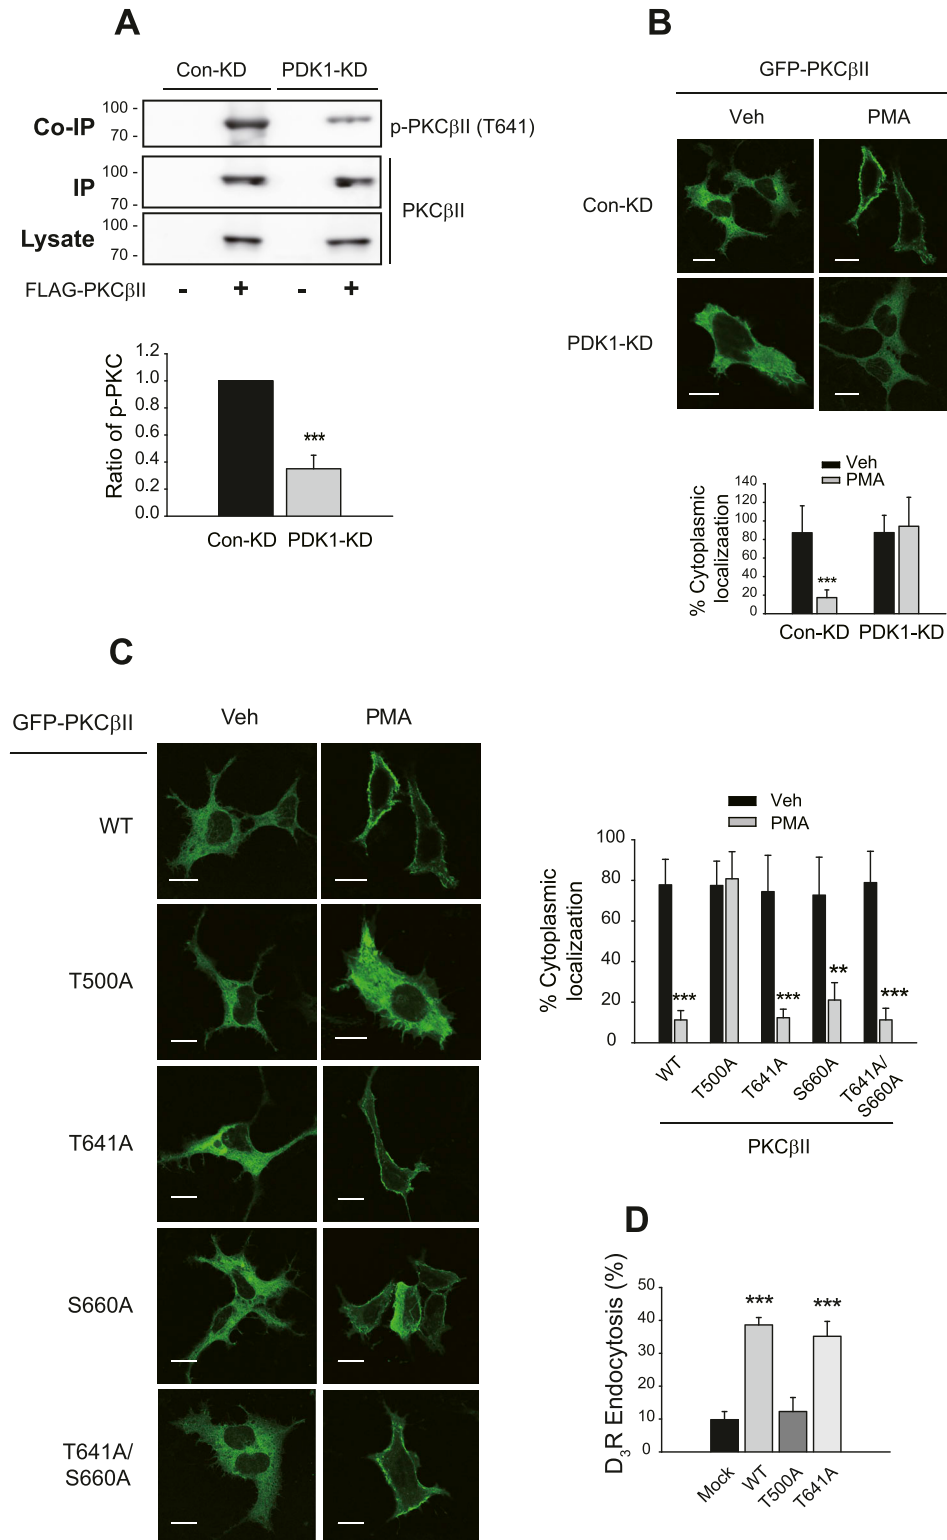 A
Con-KD PDK1-KD
Co-IP 100 - 70 - p-PKCβII (T641)
IP 100 - 70 -
PKCβII
Lysate 100 - 70 -
FLAG-PKCβII - + - +
Ratio of p-PKC
1.2
1.0
0.8
0.6
0.4
0.2
0.0
***
Con-KD PDK1-KD
B
GFP-PKCβII
Veh PMA
Con-KD
PDK1-KD
Veh
PMA
% Cytoplasmic
localizaation
140
120
100
80
60
40
20
0
***
Con-KD PDK1-KD
C
GFP-PKCβII Veh PMA
WT
T500A
T641A
S660A
T641A/
S660A
Veh
PMA
% Cytoplasmic
localizaation
100
80
60
40
20
0
*** *** ** ***
WT T500A T641A S660A T641A/ S660A
PKCβII
D
D3R Endocytosis (%)
50
40
30
20
10
0
*** ***
Mock WT T500A T641A